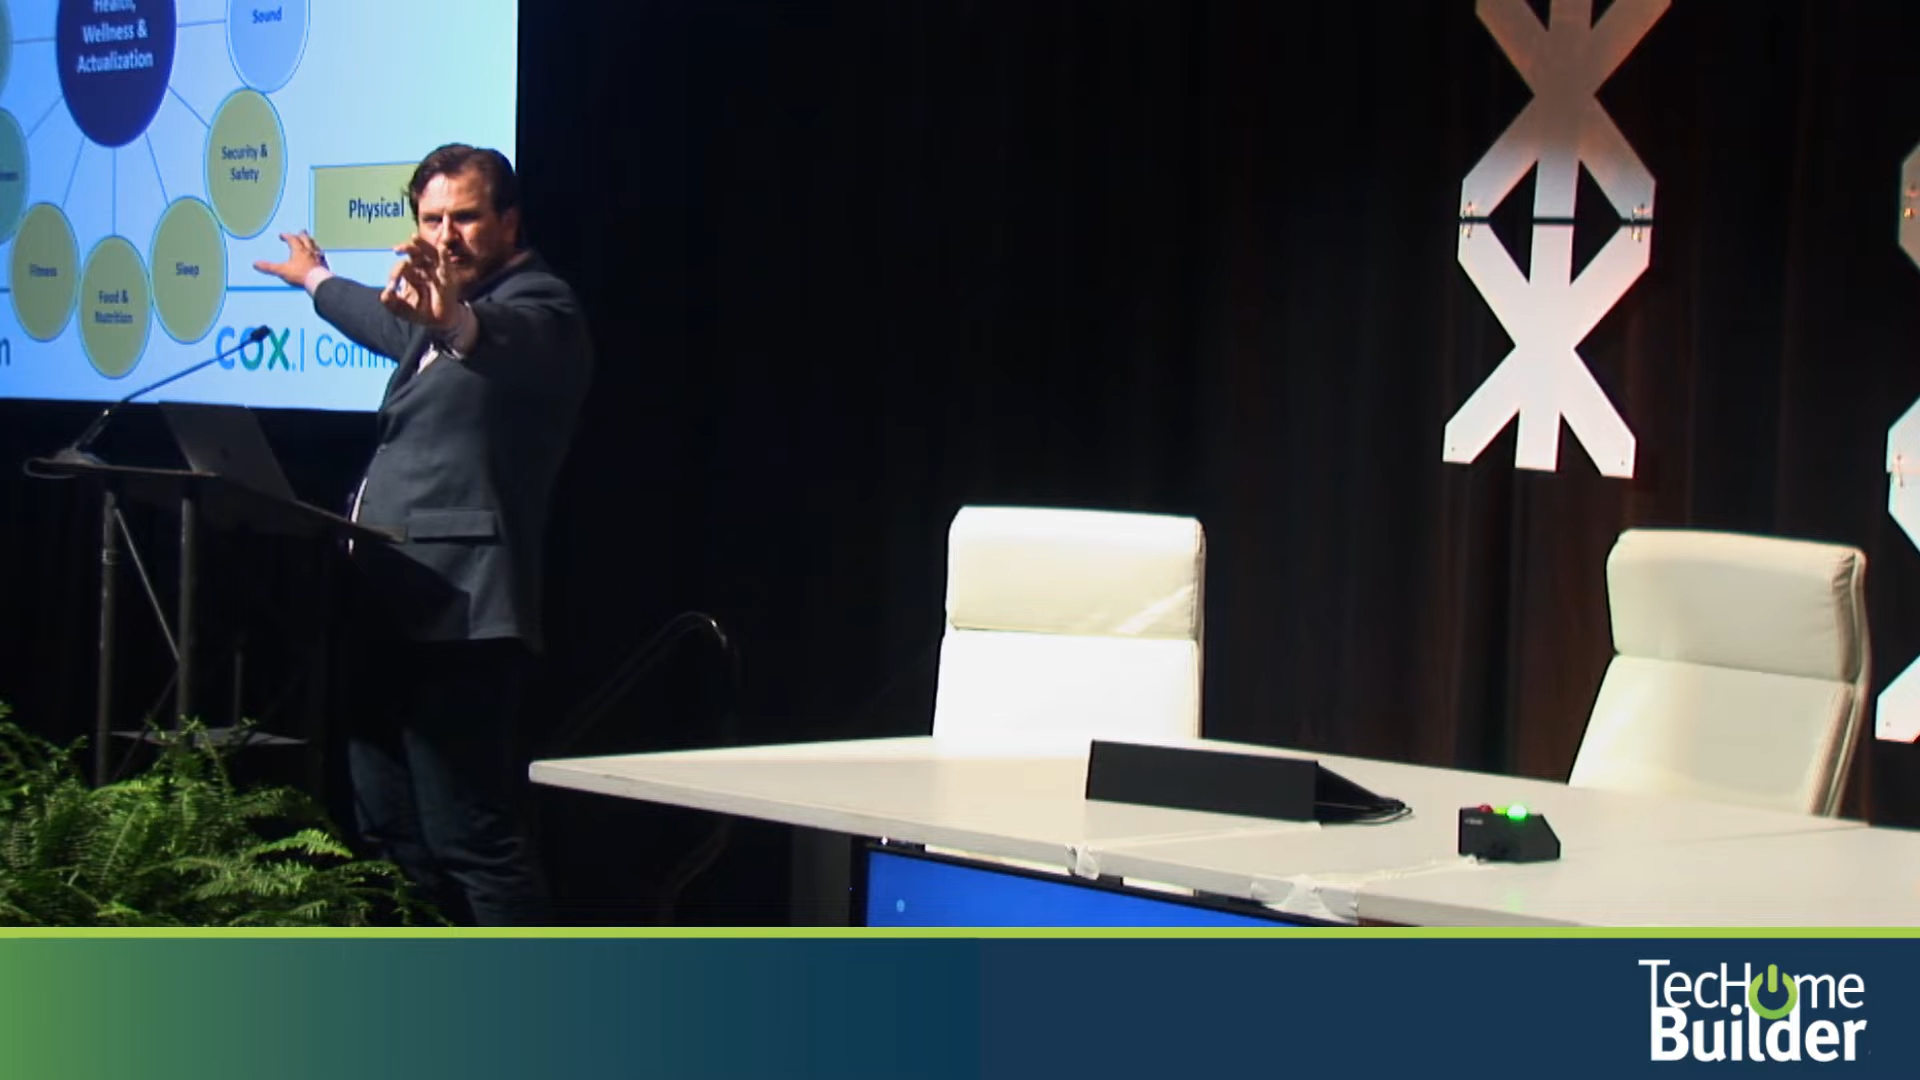 Health,
Wellness &
Actualization
Sound
Security &
Safety
Physical
Fitness
Sleep
Food &
Nutrition
COX. | Comm
TecHome
Builder